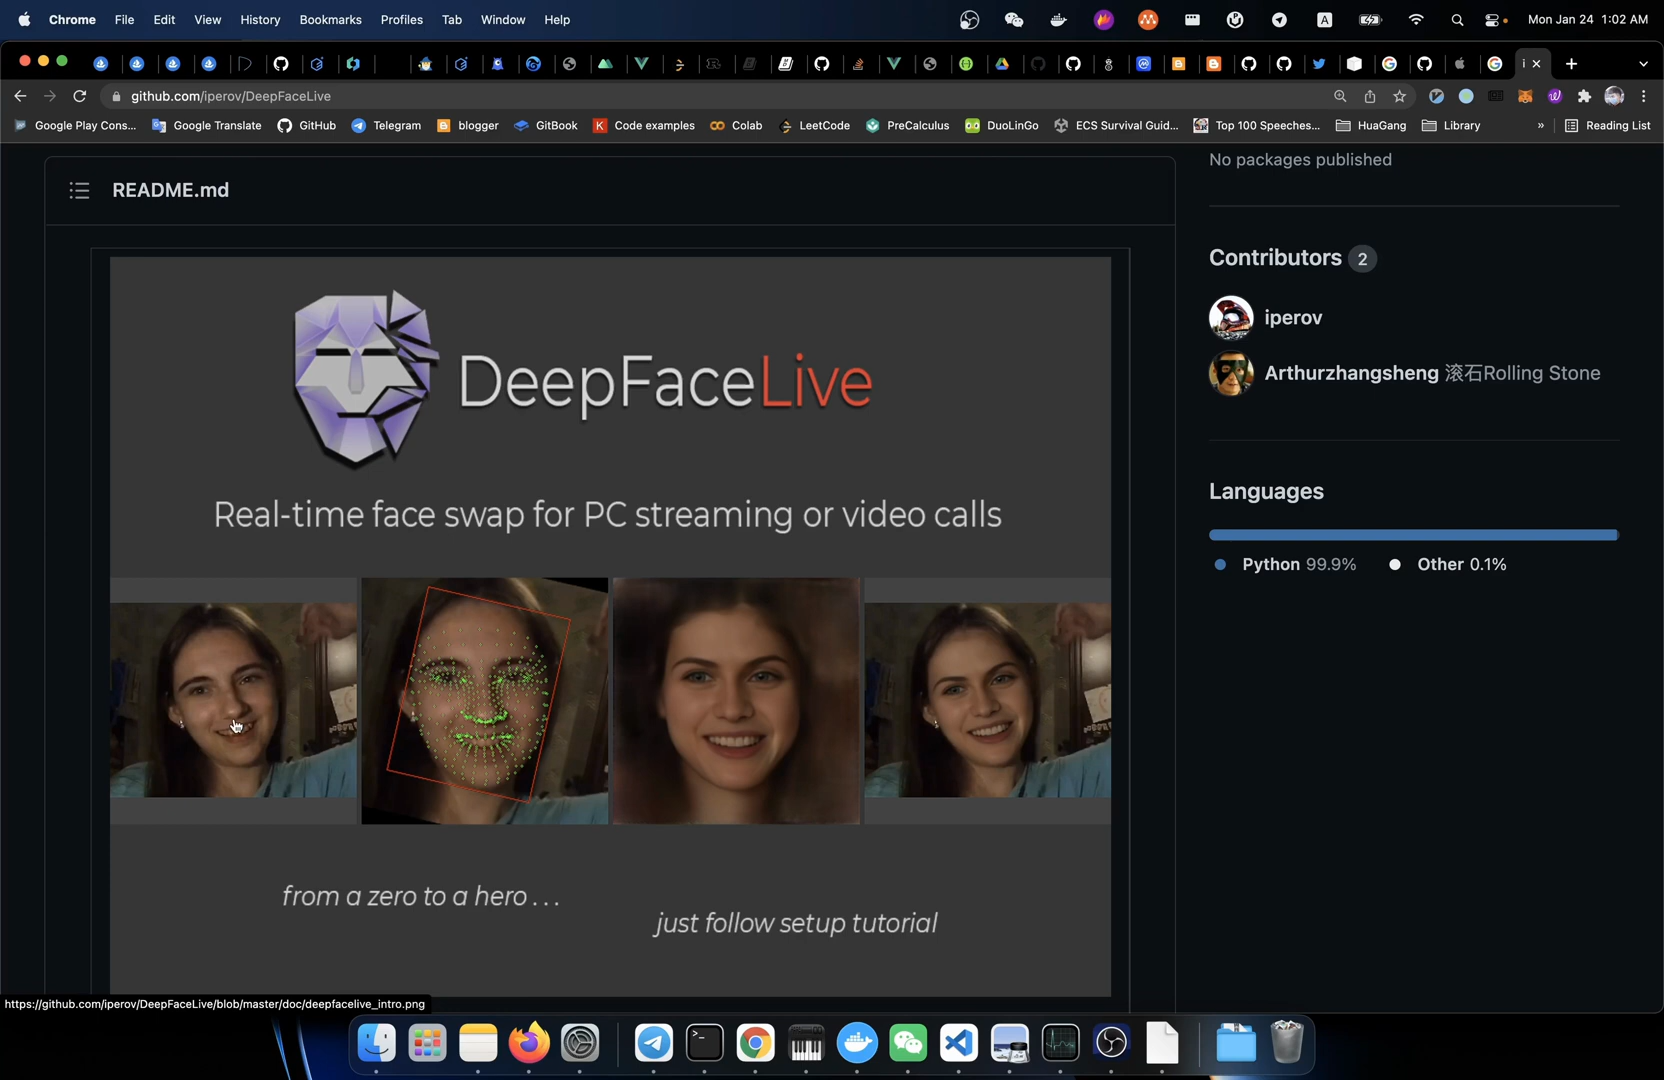 Chrome File Edit View History Bookmarks Profiles Tab Window Help
A
Mon Jan 24 1:02 AM
i
github.com/iperov/DeepFaceLive
Google Play Cons... Google Translate GitHub Telegram blogger GitBook Code examples Colab LeetCode PreCalculus DuoLinGo ECS Survival Guid... Top 100 Speeches... HuaGang Library » Reading List
README.md
DeepFaceLive
Real-time face swap for PC streaming or video calls
from a zero to a hero . . .
just follow setup tutorial
No packages published
Contributors 2
iperov
Arthurzhangsheng 滚石Rolling Stone
Languages
Python 99.9% Other 0.1%
https://github.com/iperov/DeepFaceLive/blob/master/doc/deepfacelive_intro.png